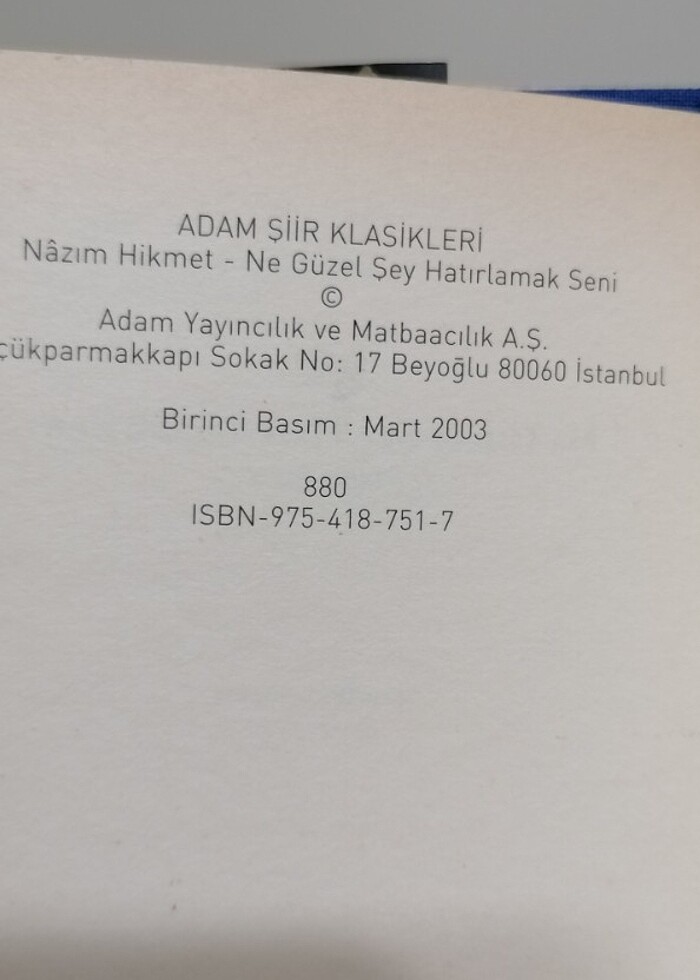 ADAM ŞİİR KLASİKLERİ
Nâzım Hikmet - Ne Güzel Şey Hatırlamak Seni
©
Adam Yayıncılık ve Matbaacılık A.Ş.
çükparmakkapı Sokak No: 17 Beyoğlu 80060 İstanbul
Birinci Basım : Mart 2003
880
ISBN-975-418-751-7